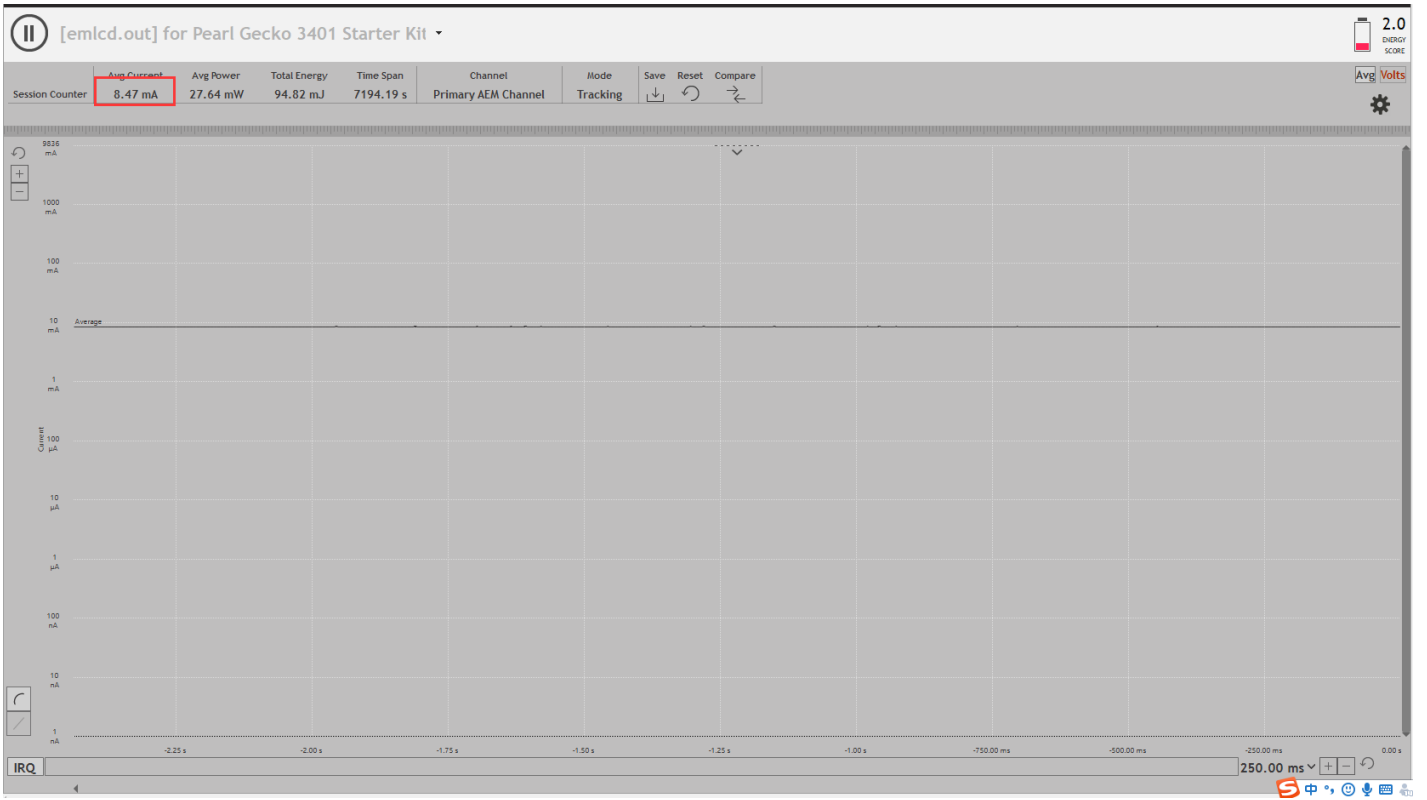 [emlcd.out] for Pearl Gecko 3401 Starter Kit
2.0
ENERGY
SCORE
Avg Current Avg Power Total Energy Time Span Channel Mode Save Reset Compare
Avg Volts
Session Counter 8.47 mA 27.64 mW 94.82 mJ 7194.19 s Primary AEM Channel Tracking
9836
mA
1000
mA
100
mA
10
mA
Average
1
mA
Current
100
µA
10
µA
1
µA
100
nA
10
nA
1
nA
-2.25 s -2.00 s -1.75 s -1.50 s -1.25 s -1.00 s -750.00 ms -500.00 ms -250.00 ms 0.00 s
IRQ
250.00 ms
中